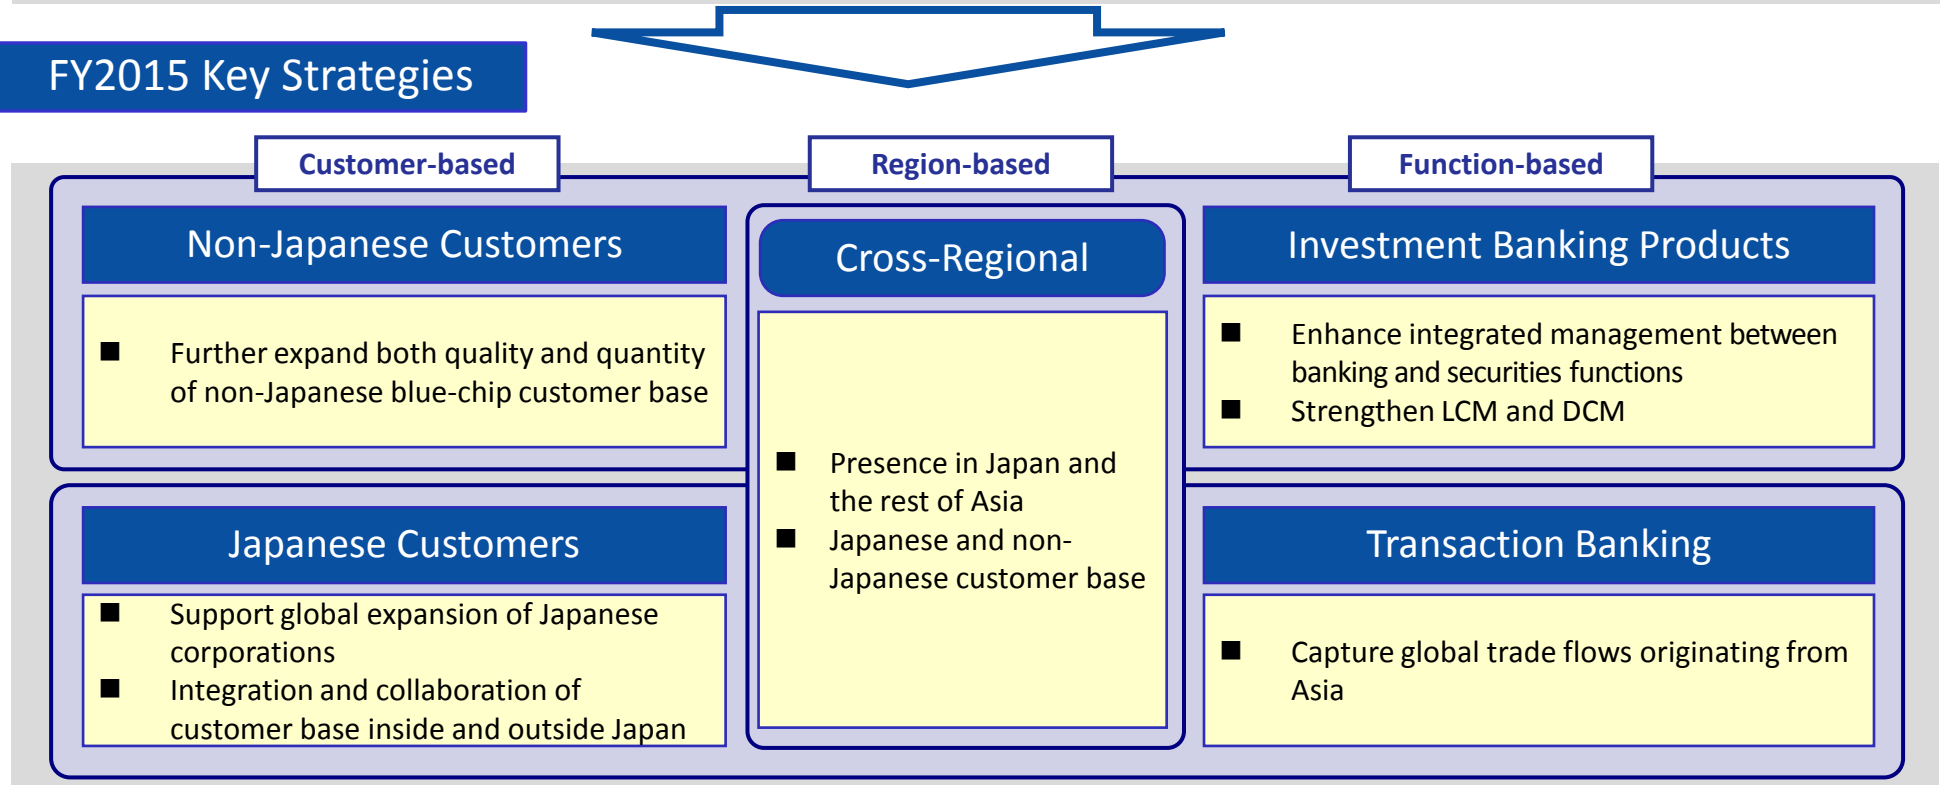 FY2015 Key Strategies
Customer-based
Region-based
Function-based
Non-Japanese Customers
■ Further expand both quality and quantity
of non-Japanese blue-chip customer base
Japanese Customers
■ Support global expansion of Japanese
corporations
■ Integration and collaboration of
customer base inside and outside Japan
Cross-Regional
■ Presence in Japan and
the rest of Asia
■ Japanese and non-
Japanese customer base
Investment Banking Products
■ Enhance integrated management between
banking and securities functions
■ Strengthen LCM and DCM
Transaction Banking
■ Capture global trade flows originating from
Asia